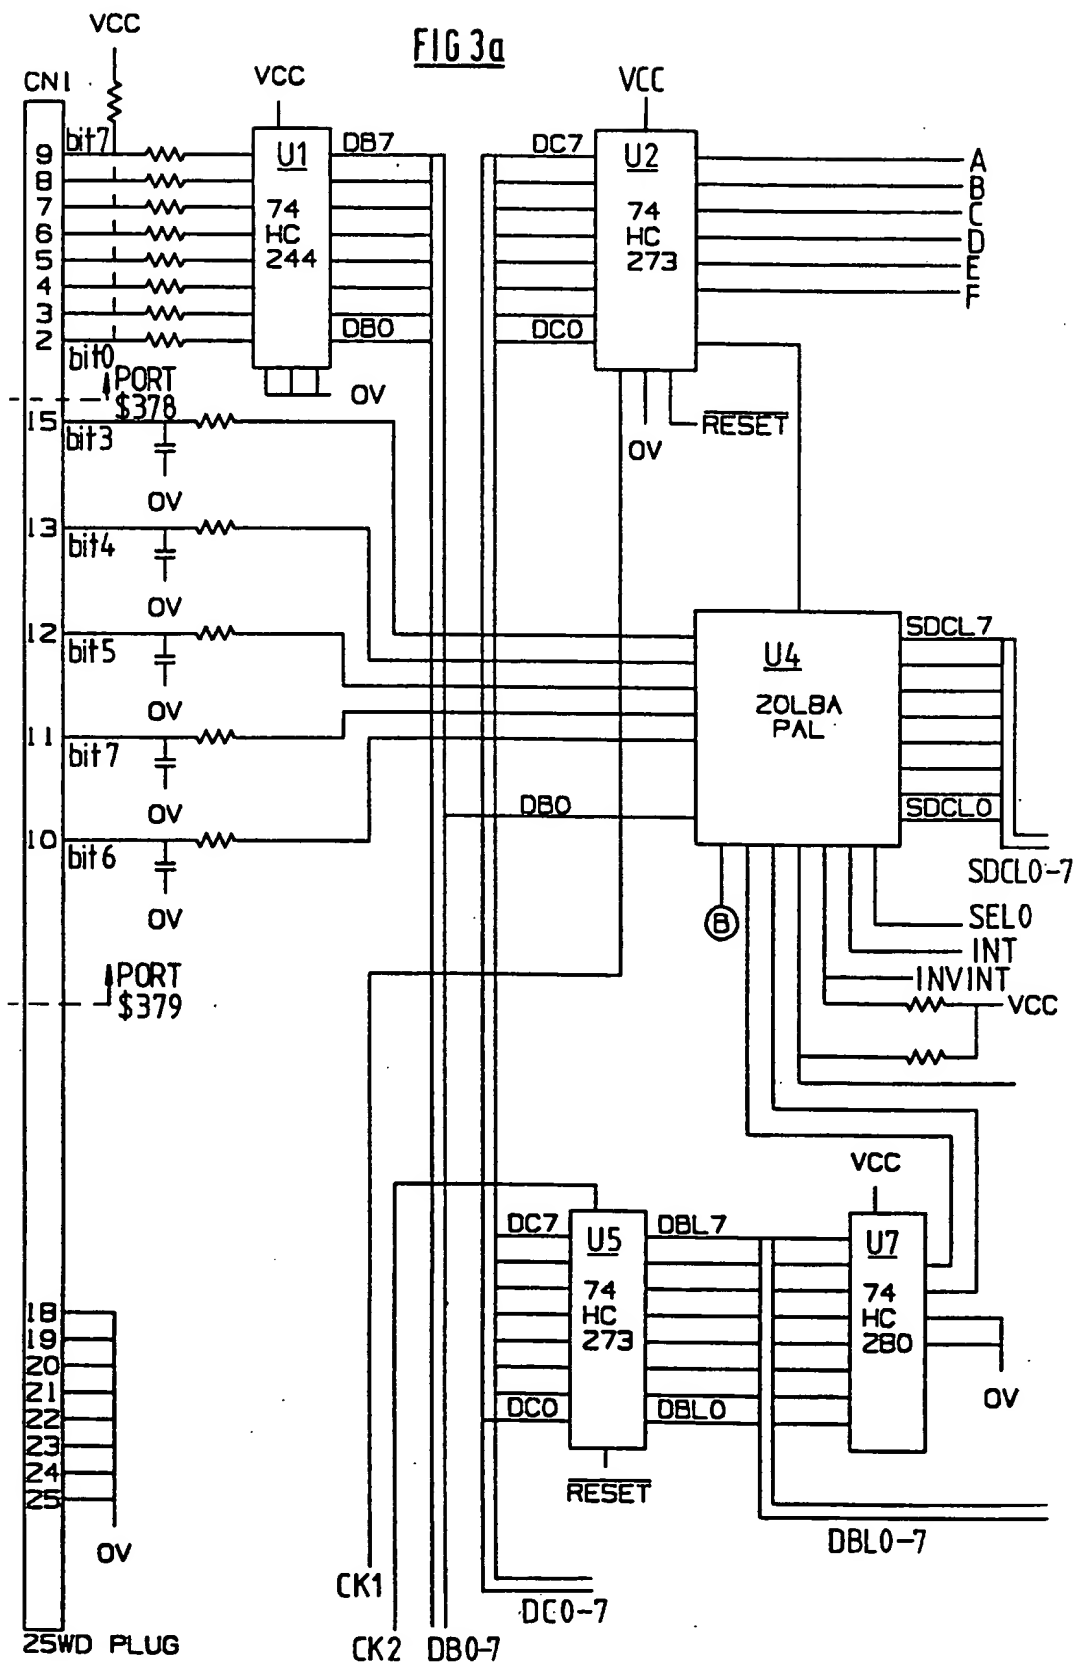 FIG 3a
VCC
CN1
VCC
VCC
bit7
9
8
7
6
5
4
3
2
bit0
U1
74
HC
244
DB7
DB0
0V
DC7
DC0
U2
74
HC
273
A
B
C
D
E
F
0V
RESET
PORT
$378
15
bit3
0V
13
bit4
0V
12
bit5
0V
11
bit7
0V
10
bit6
0V
PORT
$379
DB0
U4
20L8A
PAL
SDCL7
SDCL0
SDCL0-7
B
SEL0
INT
INVINT
VCC
VCC
DC7
DC0
U5
74
HC
273
DBL7
DBL0
RESET
U7
74
HC
280
0V
DBL0-7
18
19
20
21
22
23
24
25
0V
CK1
DC0-7
25WD PLUG
CK2
DB0-7